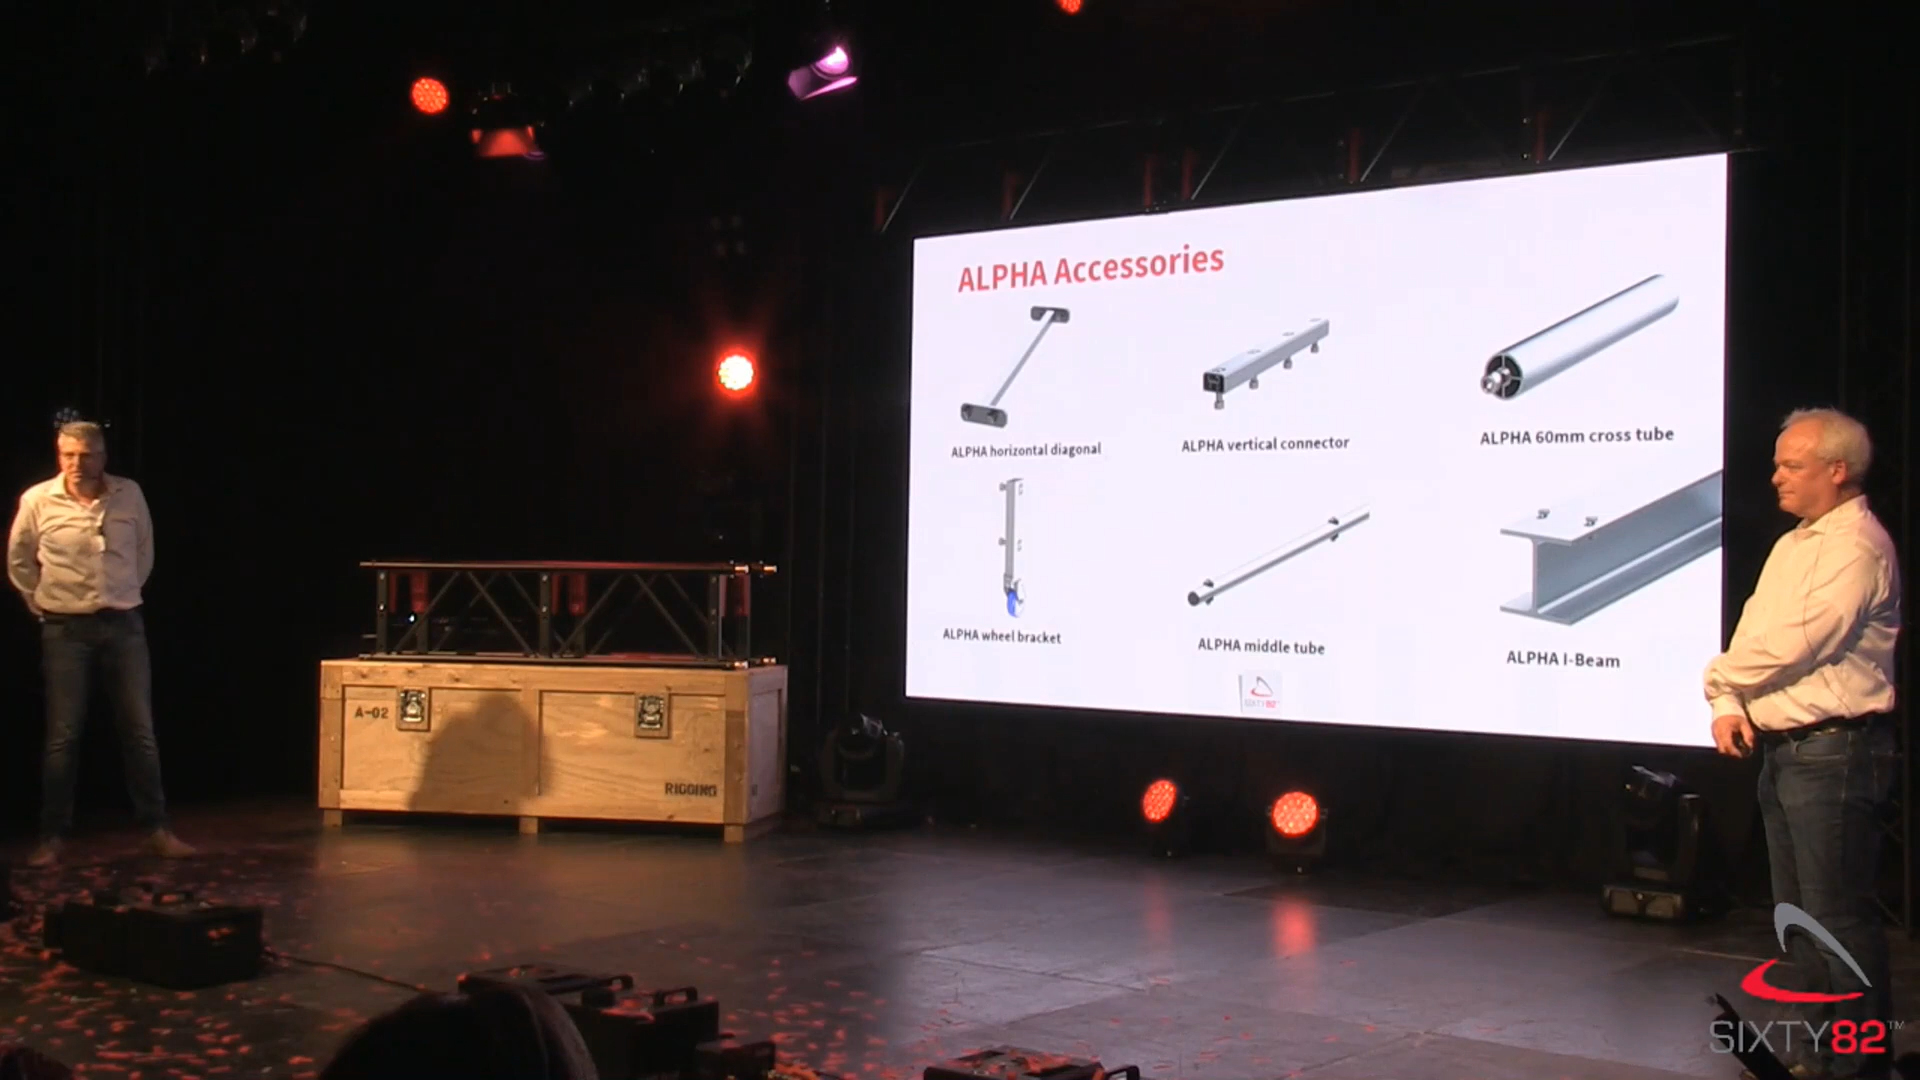 ALPHA Accessories
ALPHA horizontal diagonal
ALPHA vertical connector
ALPHA 60mm cross tube
ALPHA wheel bracket
ALPHA middle tube
ALPHA I-Beam
SIXTY82
A-02
RIGGING
SIXTY82™